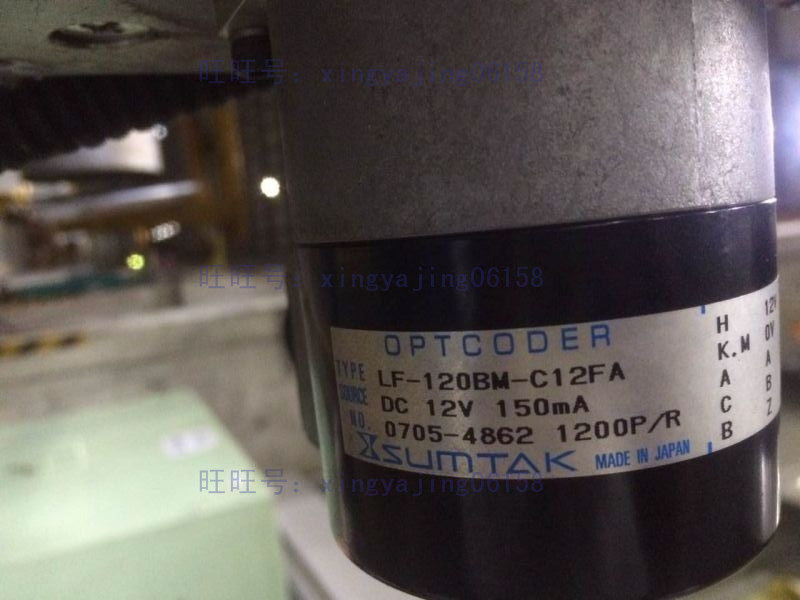 旺旺号：xingyajing06158
旺旺号：xingyajing06158
OPTCODER
TYPE LF-120BM-C12FA
SOURCE DC 12V 150mA
NO. 0705-4862 1200P/R
SUMTAK MADE IN JAPAN
H 12V
K.M 0V
A A
C B
B Z
旺旺号：xingyajing06158